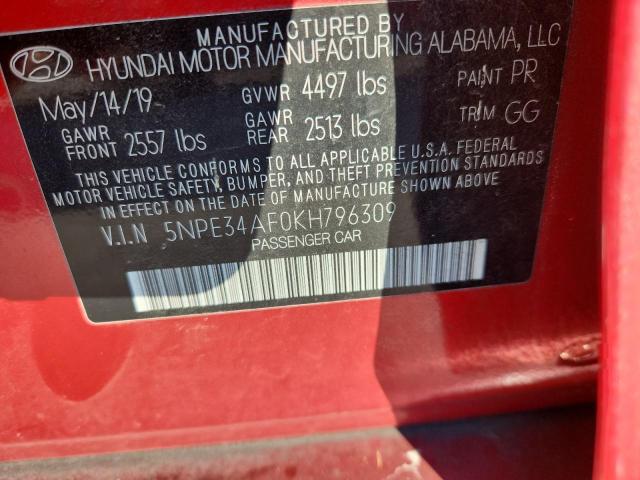 MANUFACTURED BY
HYUNDAI MOTOR MANUFACTURING ALABAMA, LLC
May/14/19 GVWR 4497 lbs PAINT PR
GAWR FRONT 2557 lbs GAWR REAR 2513 lbs TRIM GG
THIS VEHICLE CONFORMS TO ALL APPLICABLE U.S.A. FEDERAL
MOTOR VEHICLE SAFETY, BUMPER, AND THEFT PREVENTION STANDARDS
IN EFFECT ON THE DATE OF MANUFACTURE SHOWN ABOVE
V.I.N 5NPE34AF0KH796309
PASSENGER CAR